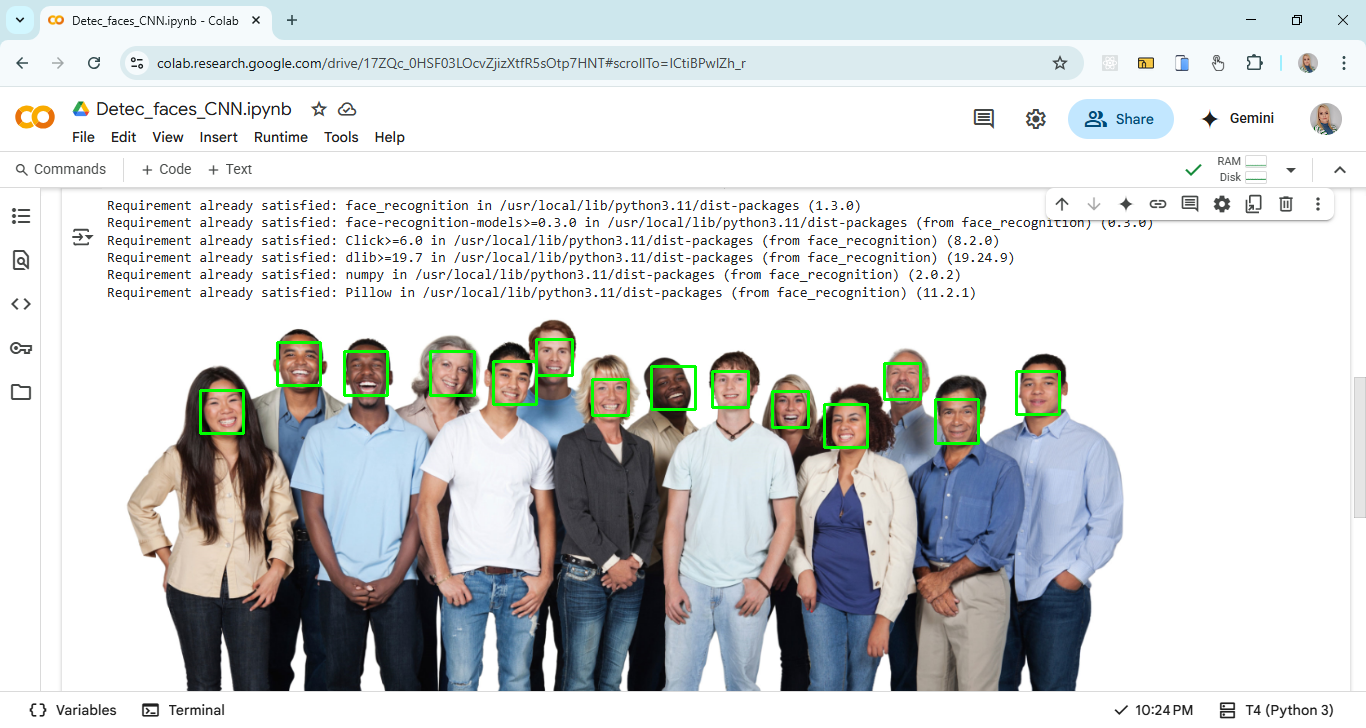 Detec_faces_CNN.ipynb - Colab
colab.research.google.com/drive/17ZQc_0HSF03LOcvZjizXtfR5sOtp7HNT#scrollTo=ICtiBPwIZh_r
Detec_faces_CNN.ipynb
File Edit View Insert Runtime Tools Help
Share
Gemini
Commands + Code + Text
RAM
Disk
Requirement already satisfied: face_recognition in /usr/local/lib/python3.11/dist-packages (1.3.0)
Requirement already satisfied: face-recognition-models>=0.3.0 in /usr/local/lib/python3.11/dist-packages (from face_recognition) (0.3.0)
Requirement already satisfied: Click>=6.0 in /usr/local/lib/python3.11/dist-packages (from face_recognition) (8.2.0)
Requirement already satisfied: dlib>=19.7 in /usr/local/lib/python3.11/dist-packages (from face_recognition) (19.24.9)
Requirement already satisfied: numpy in /usr/local/lib/python3.11/dist-packages (from face_recognition) (2.0.2)
Requirement already satisfied: Pillow in /usr/local/lib/python3.11/dist-packages (from face_recognition) (11.2.1)
Variables Terminal
10:24 PM T4 (Python 3)